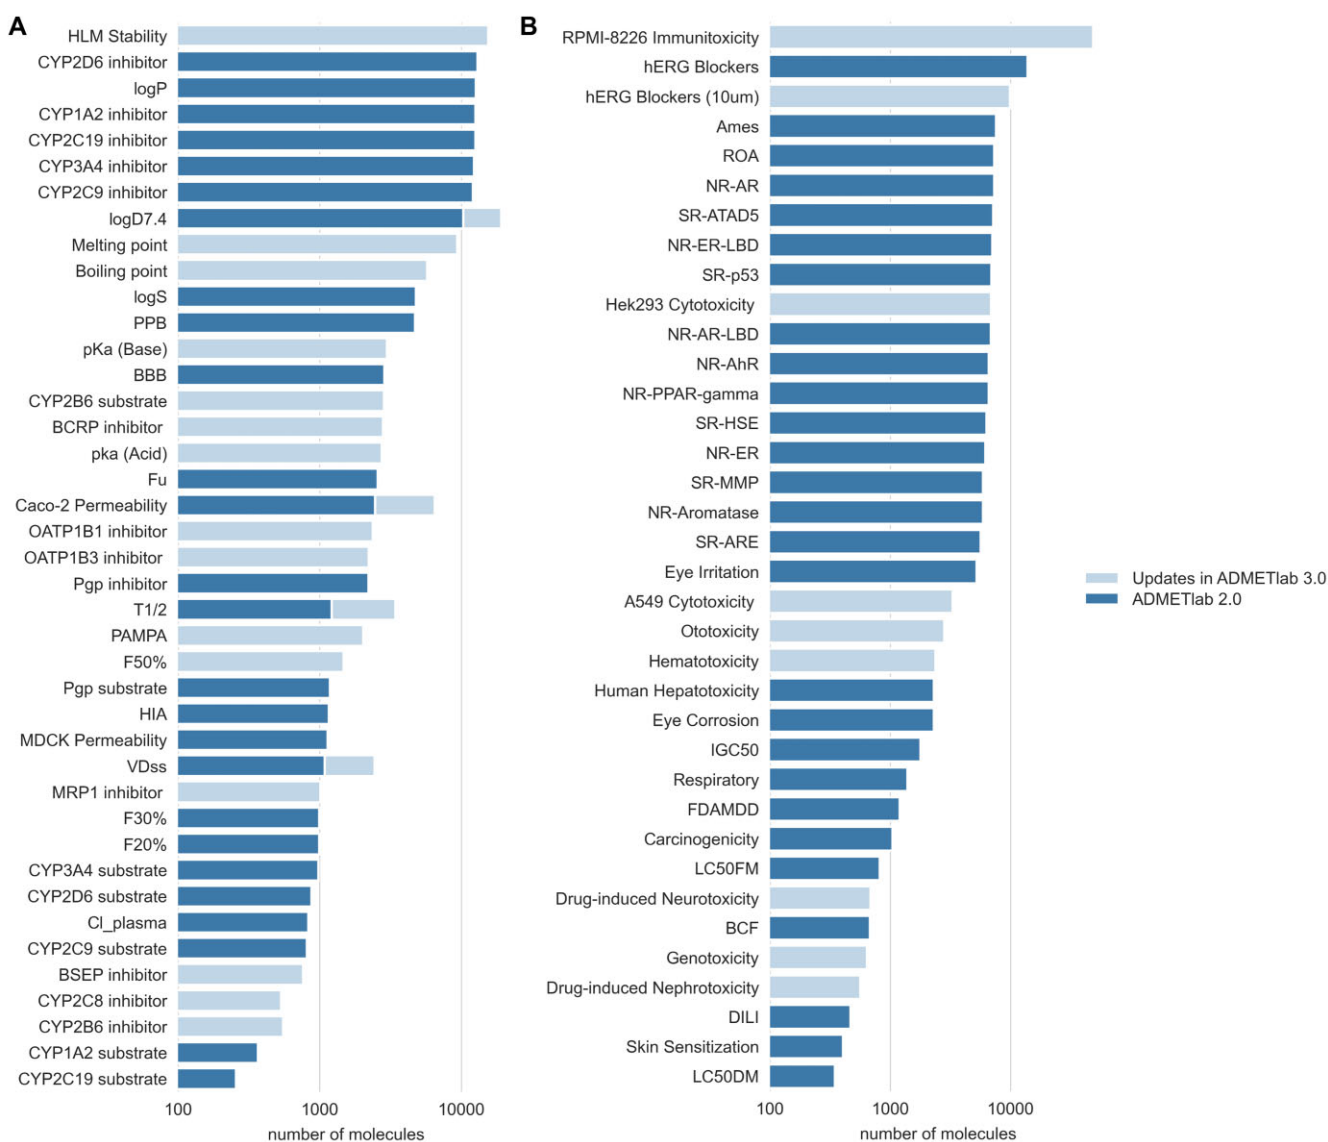 A
HLM Stability
CYP2D6 inhibitor
logP
CYP1A2 inhibitor
CYP2C19 inhibitor
CYP3A4 inhibitor
CYP2C9 inhibitor
logD7.4
Melting point
Boiling point
logS
PPB
pKa (Base)
BBB
CYP2B6 substrate
BCRP inhibitor
pka (Acid)
Fu
Caco-2 Permeability
OATP1B1 inhibitor
OATP1B3 inhibitor
Pgp inhibitor
T1/2
PAMPA
F50%
Pgp substrate
HIA
MDCK Permeability
VDss
MRP1 inhibitor
F30%
F20%
CYP3A4 substrate
CYP2D6 substrate
Cl_plasma
CYP2C9 substrate
BSEP inhibitor
CYP2C8 inhibitor
CYP2B6 inhibitor
CYP1A2 substrate
CYP2C19 substrate
100 1000 10000
number of molecules
B
RPMI-8226 Immunitoxicity
hERG Blockers
hERG Blockers (10um)
Ames
ROA
NR-AR
SR-ATAD5
NR-ER-LBD
SR-p53
Hek293 Cytotoxicity
NR-AR-LBD
NR-AhR
NR-PPAR-gamma
SR-HSE
NR-ER
SR-MMP
NR-Aromatase
SR-ARE
Eye Irritation
A549 Cytotoxicity
Ototoxicity
Hematotoxicity
Human Hepatotoxicity
Eye Corrosion
IGC50
Respiratory
FDAMDD
Carcinogenicity
LC50FM
Drug-induced Neurotoxicity
BCF
Genotoxicity
Drug-induced Nephrotoxicity
DILI
Skin Sensitization
LC50DM
100 1000 10000
number of molecules
Updates in ADMETlab 3.0
ADMETlab 2.0